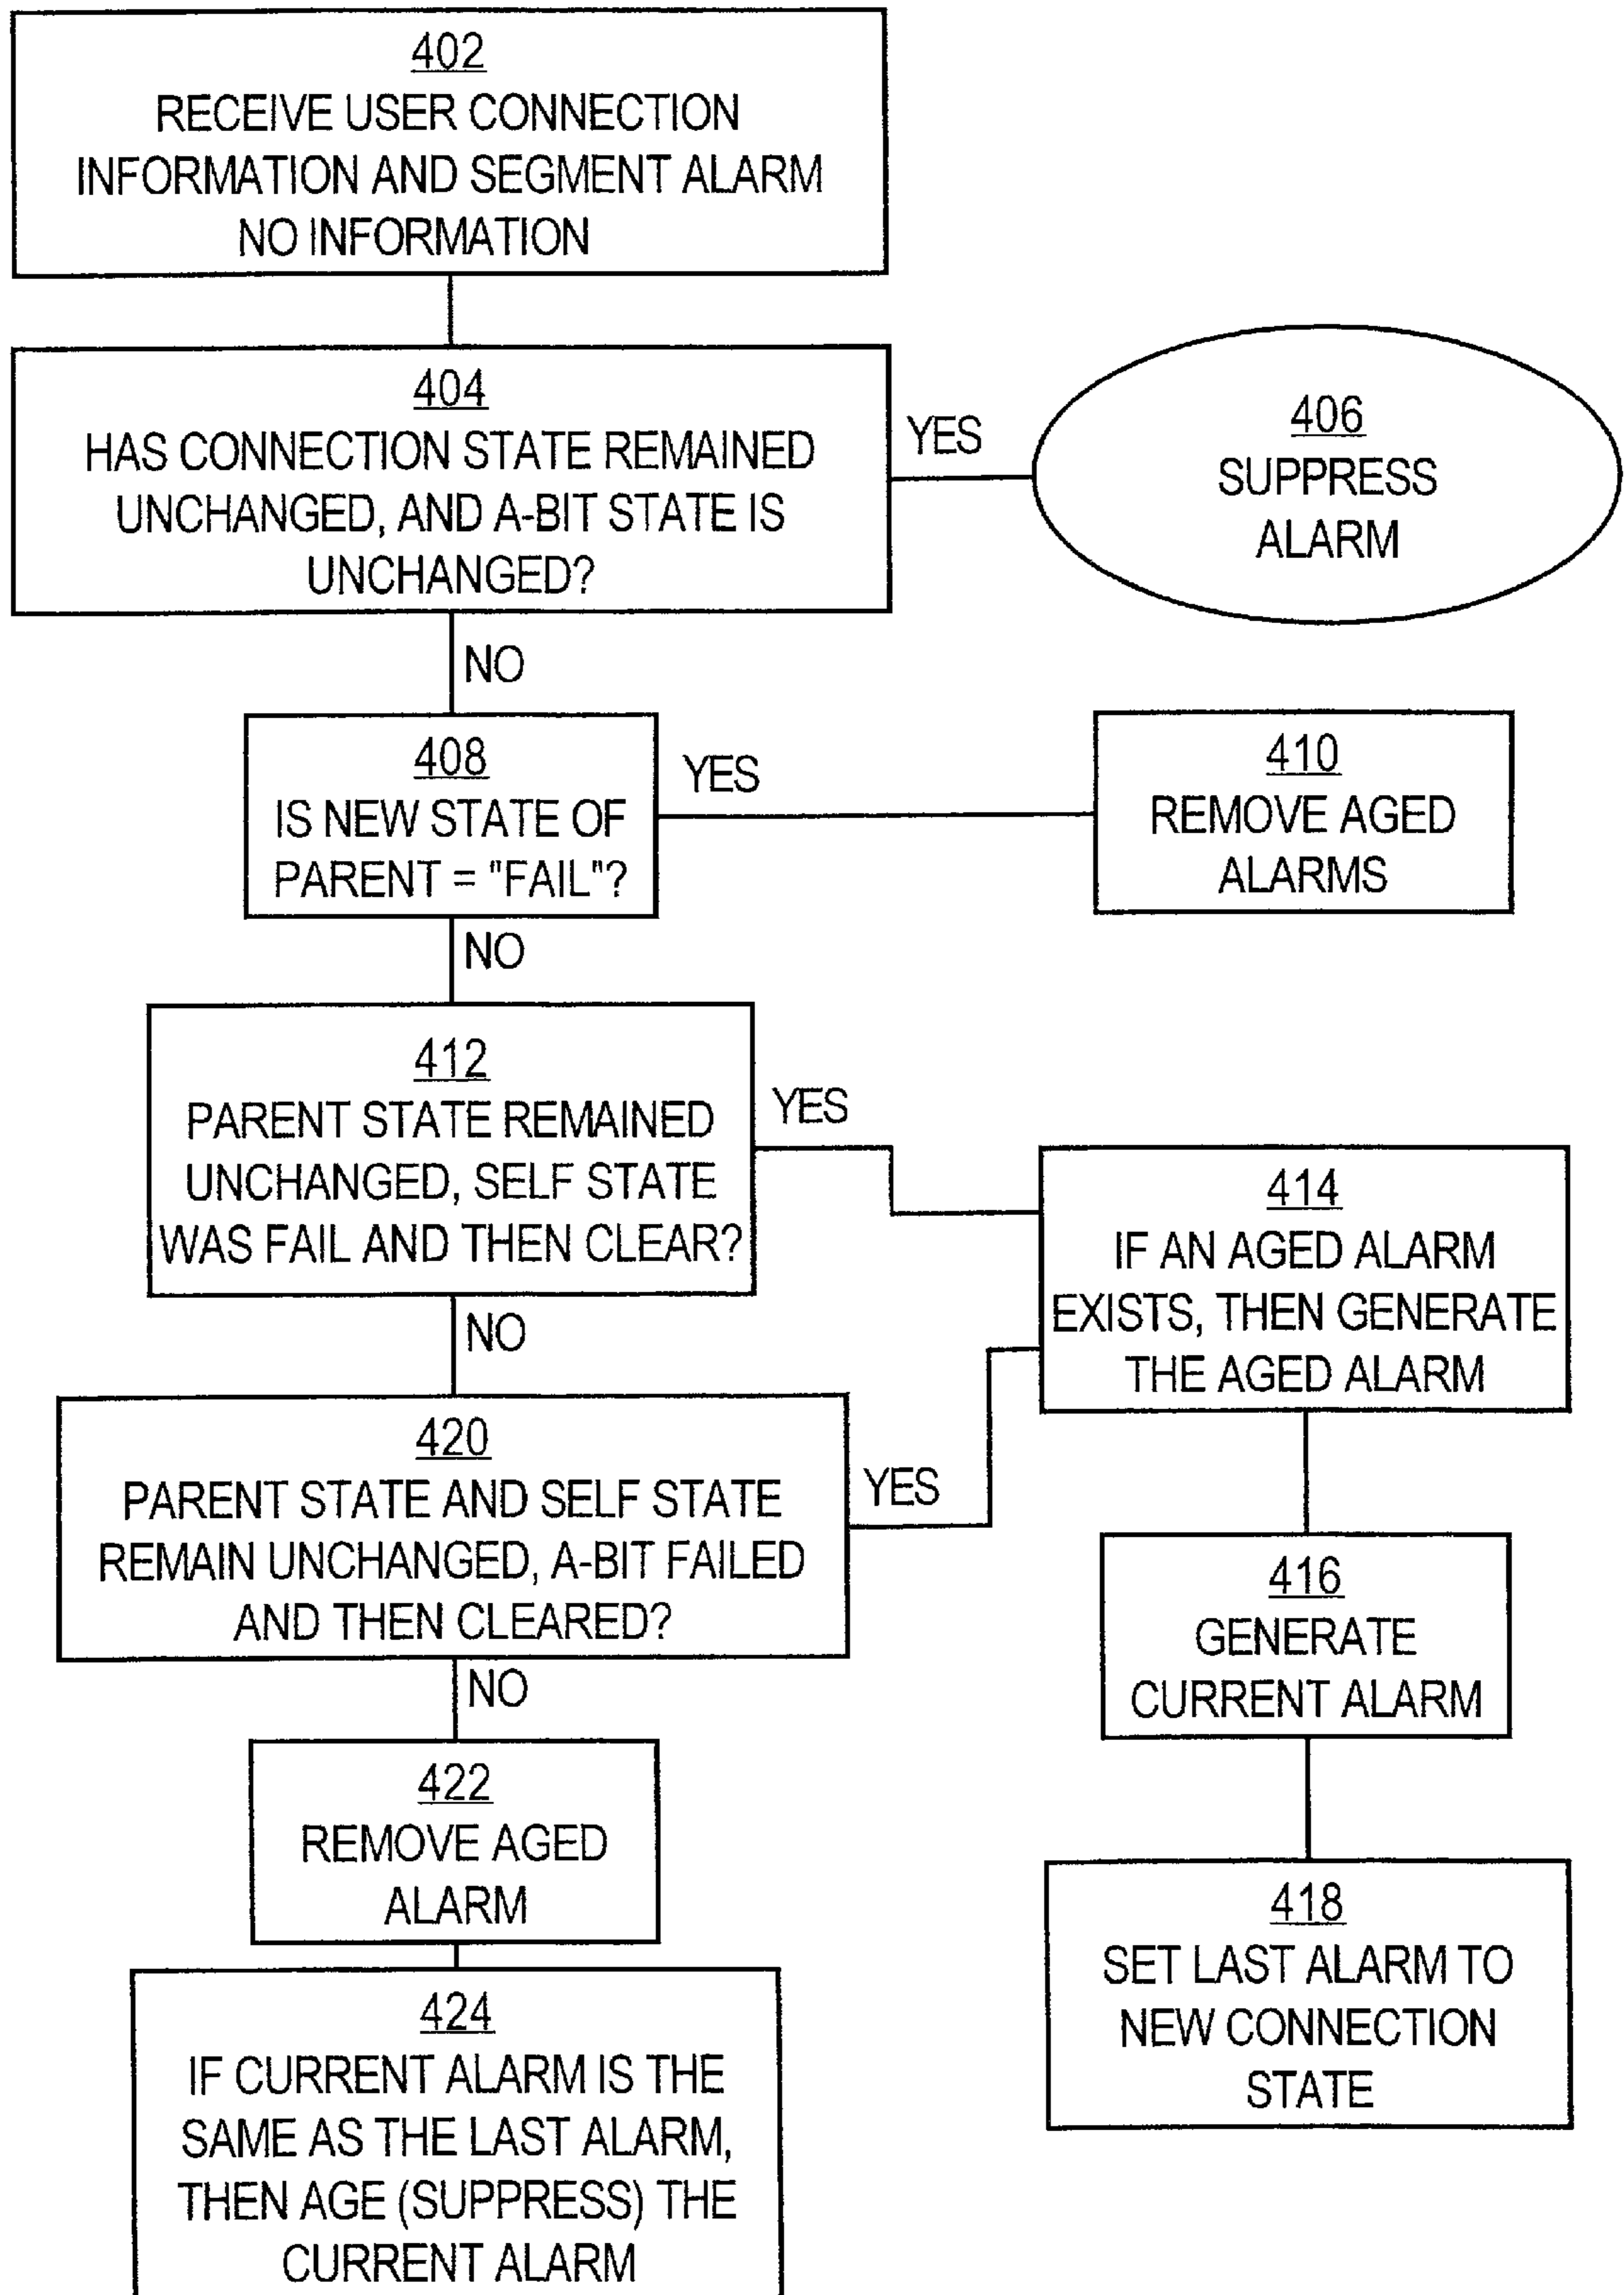 402
RECEIVE USER CONNECTION
INFORMATION AND SEGMENT ALARM
NO INFORMATION
404
HAS CONNECTION STATE REMAINED
UNCHANGED, AND A-BIT STATE IS
UNCHANGED?
YES
406
SUPPRESS
ALARM
NO
408
IS NEW STATE OF
PARENT = "FAIL"?
YES
410
REMOVE AGED
ALARMS
NO
412
PARENT STATE REMAINED
UNCHANGED, SELF STATE
WAS FAIL AND THEN CLEAR?
YES
414
IF AN AGED ALARM
EXISTS, THEN GENERATE
THE AGED ALARM
NO
420
PARENT STATE AND SELF STATE
REMAIN UNCHANGED, A-BIT FAILED
AND THEN CLEARED?
YES
416
GENERATE
CURRENT ALARM
NO
422
REMOVE AGED
ALARM
418
SET LAST ALARM TO
NEW CONNECTION
STATE
424
IF CURRENT ALARM IS THE
SAME AS THE LAST ALARM,
THEN AGE (SUPPRESS) THE
CURRENT ALARM